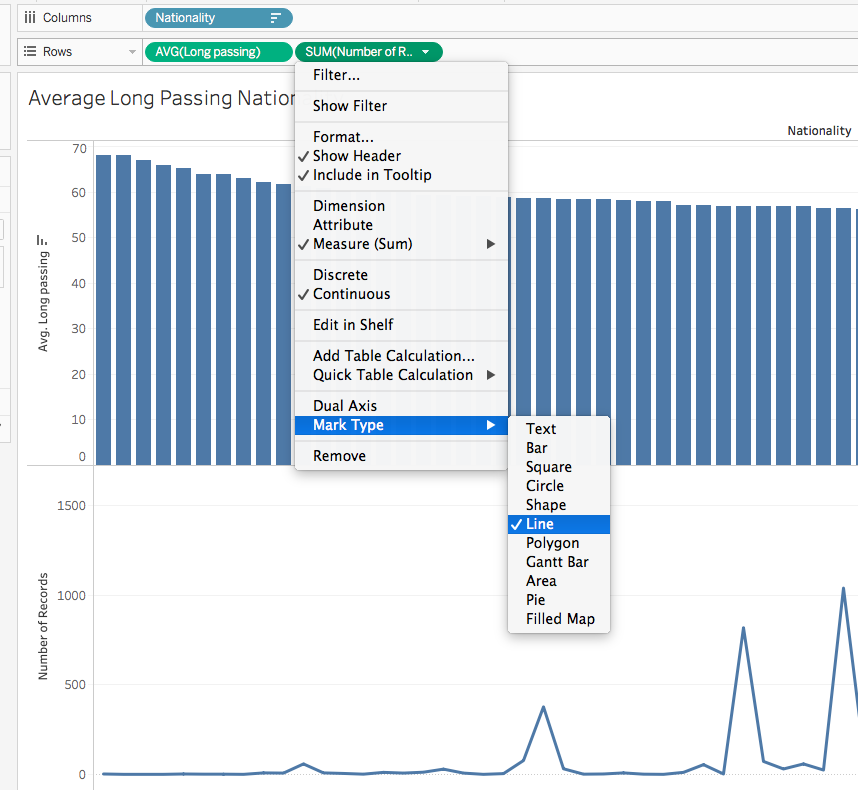 Columns
Nationality
Rows
AVG(Long passing)
SUM(Number of R..
Average Long Passing Nation
Nationality
Filter...
Show Filter
Format...
Show Header
Include in Tooltip
Dimension
Attribute
Measure (Sum)
Discrete
Continuous
Edit in Shelf
Add Table Calculation...
Quick Table Calculation
Dual Axis
Mark Type
Remove
Text
Bar
Square
Circle
Shape
Line
Polygon
Gantt Bar
Area
Pie
Filled Map
Avg. Long passing
70
60
50
40
30
20
10
0
Number of Records
1500
1000
500
0